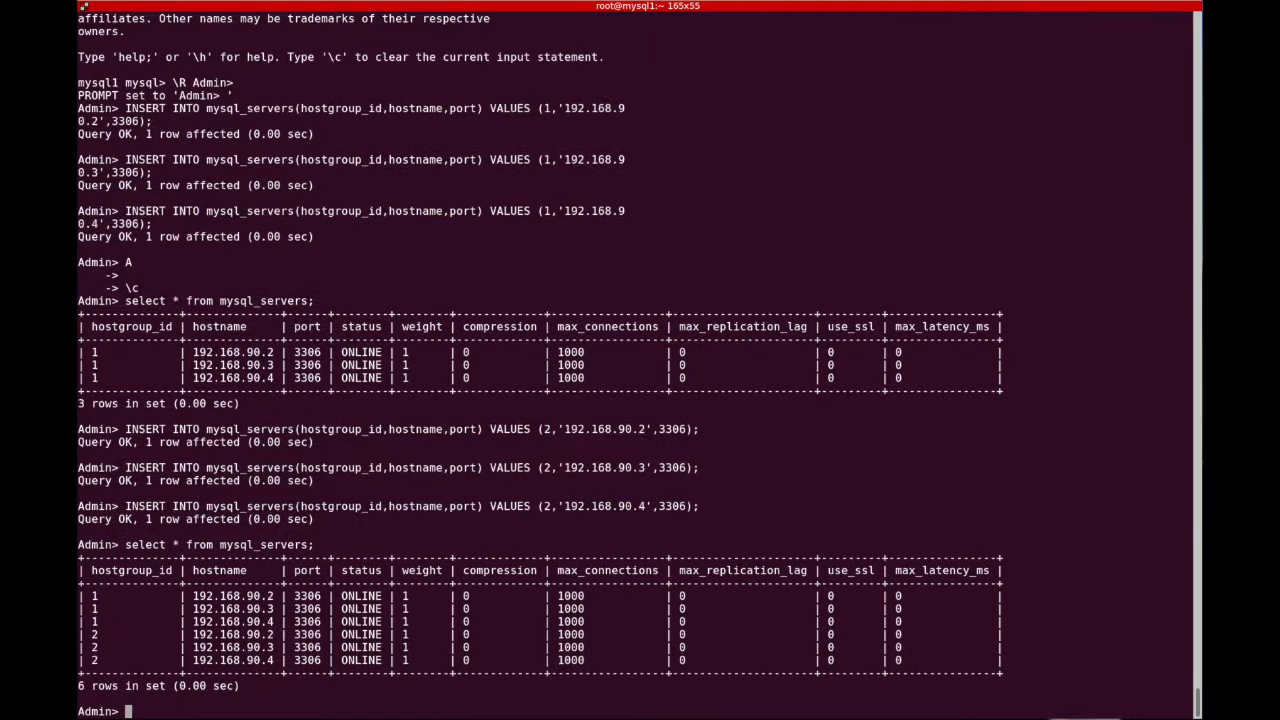 root@mysql1:~ 165x55
affiliates. Other names may be trademarks of their respective
owners.
Type 'help;' or '\h' for help. Type '\c' to clear the current input statement.
mysql1 mysql> \R Admin>
PROMPT set to 'Admin> '
Admin> INSERT INTO mysql_servers(hostgroup_id,hostname,port) VALUES (1,'192.168.9
0.2',3306);
Query OK, 1 row affected (0.00 sec)
Admin> INSERT INTO mysql_servers(hostgroup_id,hostname,port) VALUES (1,'192.168.9
0.3',3306);
Query OK, 1 row affected (0.00 sec)
Admin> INSERT INTO mysql_servers(hostgroup_id,hostname,port) VALUES (1,'192.168.9
0.4',3306);
Query OK, 1 row affected (0.00 sec)
Admin> A
    ->
    -> \c
Admin> select * from mysql_servers;
+--------------+--------------+------+--------+--------+-------------+-----------------+---------------------+---------+----------------+
| hostgroup_id | hostname     | port | status | weight | compression | max_connections | max_replication_lag | use_ssl | max_latency_ms |
+--------------+--------------+------+--------+--------+-------------+-----------------+---------------------+---------+----------------+
| 1            | 192.168.90.2 | 3306 | ONLINE | 1      | 0           | 1000            | 0                   | 0       | 0              |
| 1            | 192.168.90.3 | 3306 | ONLINE | 1      | 0           | 1000            | 0                   | 0       | 0              |
| 1            | 192.168.90.4 | 3306 | ONLINE | 1      | 0           | 1000            | 0                   | 0       | 0              |
+--------------+--------------+------+--------+--------+-------------+-----------------+---------------------+---------+----------------+
3 rows in set (0.00 sec)
Admin> INSERT INTO mysql_servers(hostgroup_id,hostname,port) VALUES (2,'192.168.90.2',3306);
Query OK, 1 row affected (0.00 sec)
Admin> INSERT INTO mysql_servers(hostgroup_id,hostname,port) VALUES (2,'192.168.90.3',3306);
Query OK, 1 row affected (0.00 sec)
Admin> INSERT INTO mysql_servers(hostgroup_id,hostname,port) VALUES (2,'192.168.90.4',3306);
Query OK, 1 row affected (0.00 sec)
Admin> select * from mysql_servers;
+--------------+--------------+------+--------+--------+-------------+-----------------+---------------------+---------+----------------+
| hostgroup_id | hostname     | port | status | weight | compression | max_connections | max_replication_lag | use_ssl | max_latency_ms |
+--------------+--------------+------+--------+--------+-------------+-----------------+---------------------+---------+----------------+
| 1            | 192.168.90.2 | 3306 | ONLINE | 1      | 0           | 1000            | 0                   | 0       | 0              |
| 1            | 192.168.90.3 | 3306 | ONLINE | 1      | 0           | 1000            | 0                   | 0       | 0              |
| 1            | 192.168.90.4 | 3306 | ONLINE | 1      | 0           | 1000            | 0                   | 0       | 0              |
| 2            | 192.168.90.2 | 3306 | ONLINE | 1      | 0           | 1000            | 0                   | 0       | 0              |
| 2            | 192.168.90.3 | 3306 | ONLINE | 1      | 0           | 1000            | 0                   | 0       | 0              |
| 2            | 192.168.90.4 | 3306 | ONLINE | 1      | 0           | 1000            | 0                   | 0       | 0              |
+--------------+--------------+------+--------+--------+-------------+-----------------+---------------------+---------+----------------+
6 rows in set (0.00 sec)
Admin>